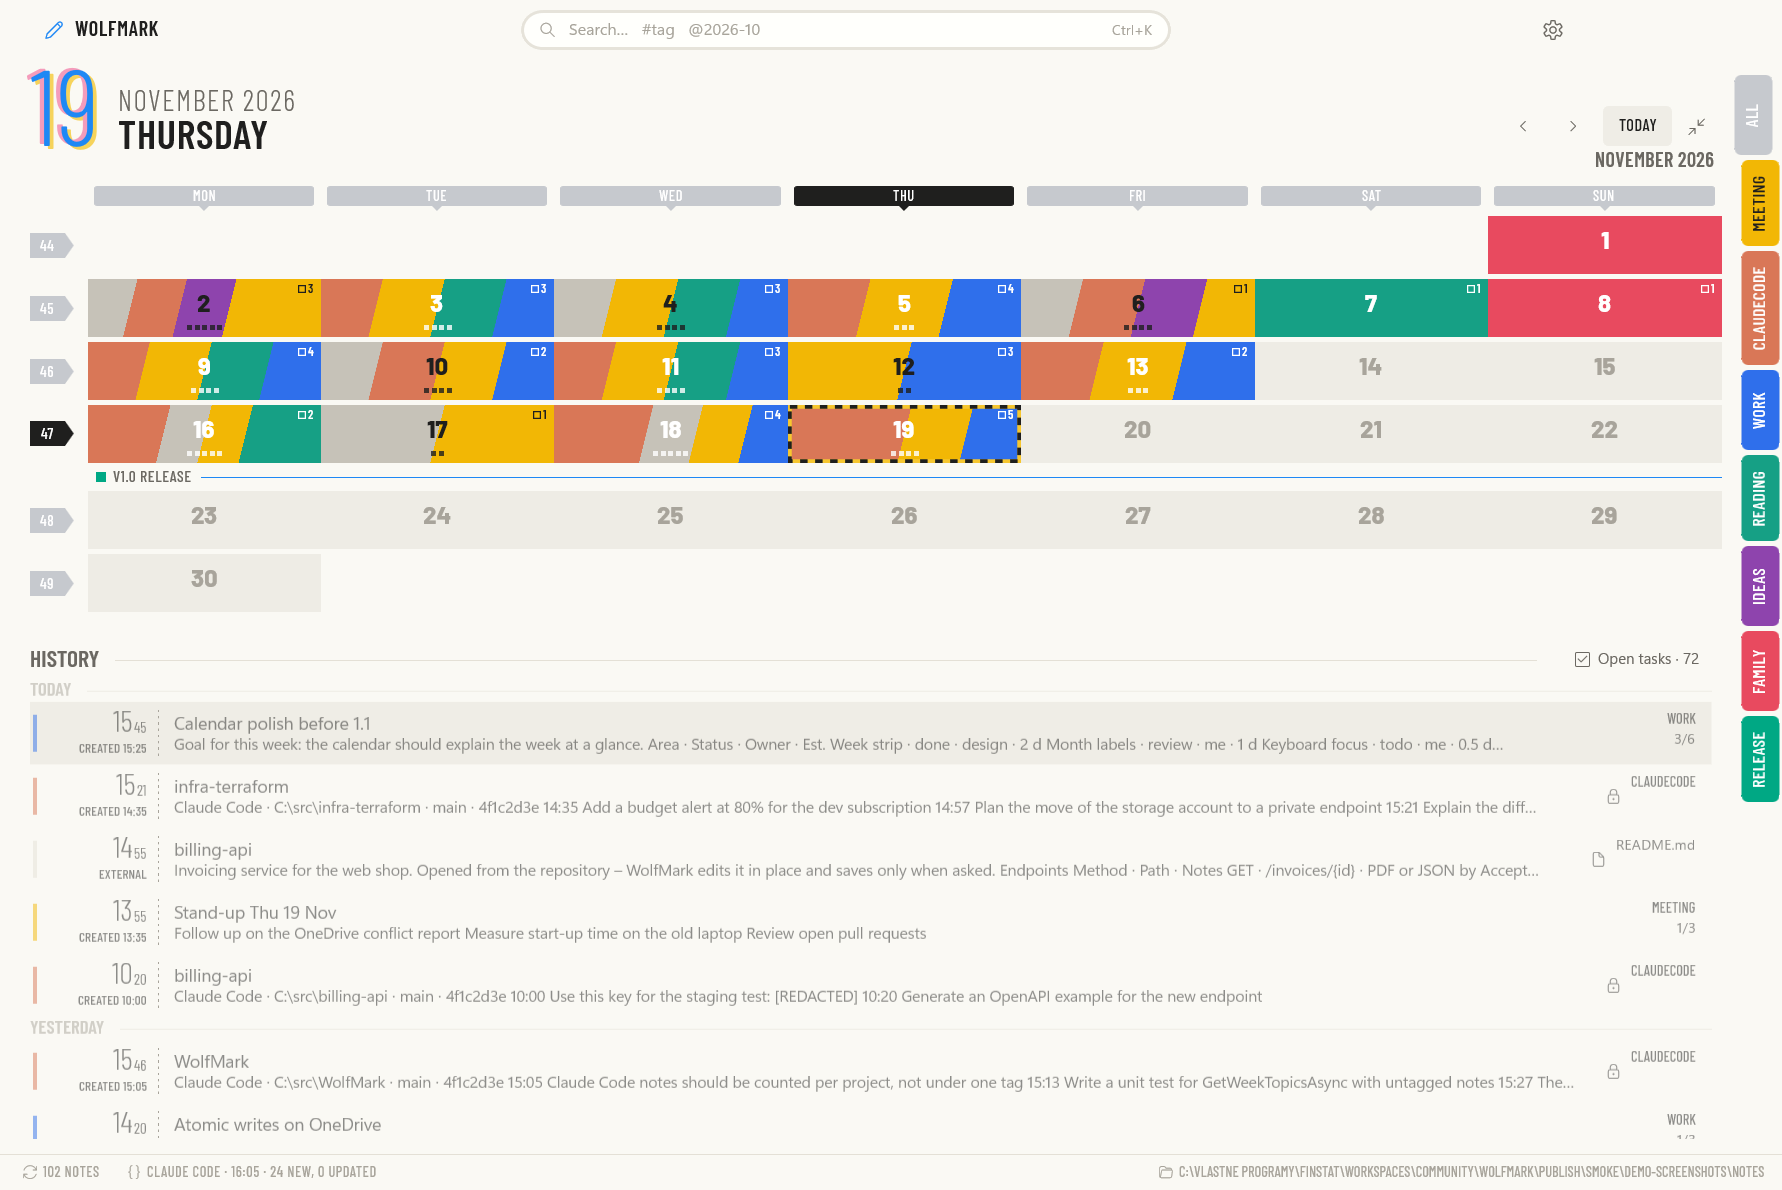 WOLFMARK
Search... #tag @2026-10 Ctrl+K
19
NOVEMBER 2026
THURSDAY
TODAY
NOVEMBER 2026
MON TUE WED THU FRI SAT SUN
44
1
45
2 3
3 3
4 3
5 4
6 1
7 1
8 1
46
9 4
10 2
11 3
12 3
13 2
14
15
47
16 2
17 1
18 4
19 5
20
21
22
V1.0 RELEASE
48
23
24
25
26
27
28
29
49
30
ALL
MEETING
CLAUDECODE
WORK
READING
IDEAS
FAMILY
RELEASE
HISTORY
Open tasks · 72
TODAY
15 45
CREATED 15:25
Calendar polish before 1.1
Goal for this week: the calendar should explain the week at a glance. Area · Status · Owner · Est. Week strip · done · design · 2 d Month labels · review · me · 1 d Keyboard focus · todo · me · 0.5 d...
WORK
3/6
15 21
CREATED 14:35
infra-terraform
Claude Code · C:\src\infra-terraform · main · 4f1c2d3e 14:35 Add a budget alert at 80% for the dev subscription 14:57 Plan the move of the storage account to a private endpoint 15:21 Explain the diff...
CLAUDECODE
14 55
EXTERNAL
billing-api
Invoicing service for the web shop. Opened from the repository – WolfMark edits it in place and saves only when asked. Endpoints Method · Path · Notes GET · /invoices/{id} · PDF or JSON by Accept...
README.md
13 55
CREATED 13:35
Stand-up Thu 19 Nov
Follow up on the OneDrive conflict report Measure start-up time on the old laptop Review open pull requests
MEETING
1/3
10 20
CREATED 10:00
billing-api
Claude Code · C:\src\billing-api · main · 4f1c2d3e 10:00 Use this key for the staging test: [REDACTED] 10:20 Generate an OpenAPI example for the new endpoint
CLAUDECODE
YESTERDAY
15 46
CREATED 15:05
WolfMark
Claude Code · C:\src\WolfMark · main · 4f1c2d3e 15:05 Claude Code notes should be counted per project, not under one tag 15:13 Write a unit test for GetWeekTopicsAsync with untagged notes 15:27 The...
CLAUDECODE
14 20
Atomic writes on OneDrive
WORK
102 NOTES
{} CLAUDE CODE · 16:05 · 24 NEW, 0 UPDATED
C:\VLASTNE PROGRAMY\FINSTAT\WORKSPACES\COMMUNITY\WOLFMARK\PUBLISH\SMOKE\DEMO-SCREENSHOTS\NOTES